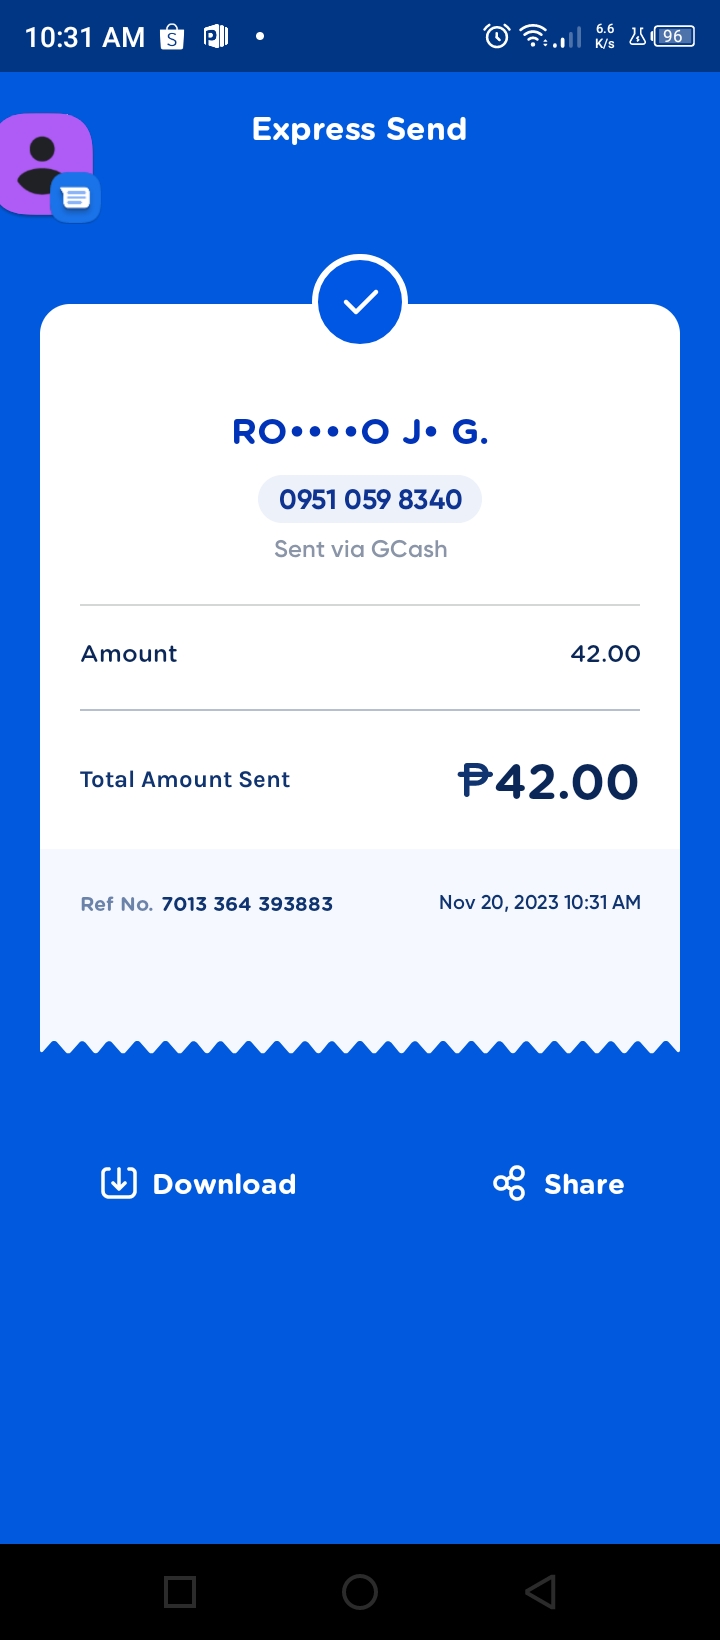 10:31 AM
6.6
K/s
96
Express Send
RO••••O J• G.
0951 059 8340
Sent via GCash
Amount 42.00
Total Amount Sent ₱42.00
Ref No. 7013 364 393883 Nov 20, 2023 10:31 AM
Download Share